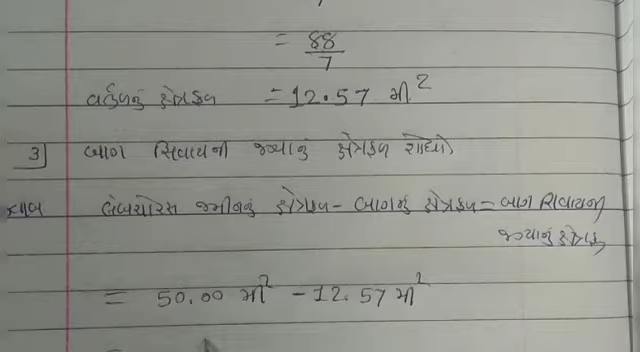 = 88/7
વર્તુળનું ક્ષેત્રફળ = 12.57 મી²
3] બાગ સિવાયની જગ્યાનું ક્ષેત્રફળ શોધો.
લંબચોરસ જમીનનું ક્ષેત્રફળ - બાગનું ક્ષેત્રફળ = બાગ સિવાયની
જગ્યાનું ક્ષેત્રફળ
= 50.00 મી² - 12.57 મી²